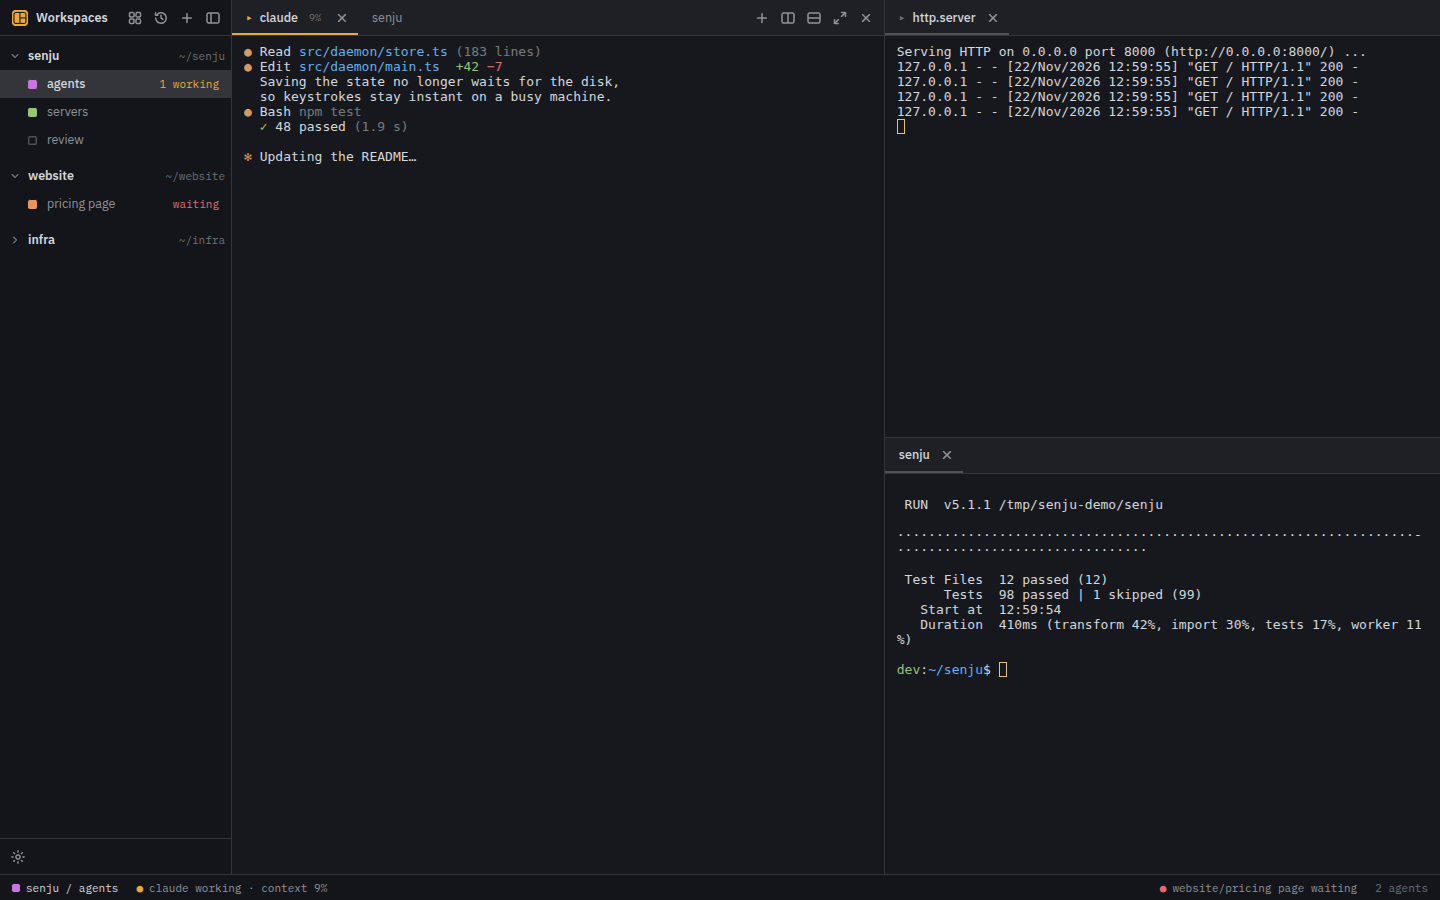 Workspaces
senju ~/senju
agents 1 working
servers
review
website ~/website
pricing page waiting
infra ~/infra
▸ claude 9% senju
● Read src/daemon/store.ts (183 lines)
● Edit src/daemon/main.ts +42 −7
Saving the state no longer waits for the disk,
so keystrokes stay instant on a busy machine.
● Bash npm test
✓ 48 passed (1.9 s)
✻ Updating the README…
▸ http.server
Serving HTTP on 0.0.0.0 port 8000 (http://0.0.0.0:8000/) ...
127.0.0.1 - - [22/Nov/2026 12:59:55] "GET / HTTP/1.1" 200 -
127.0.0.1 - - [22/Nov/2026 12:59:55] "GET / HTTP/1.1" 200 -
127.0.0.1 - - [22/Nov/2026 12:59:55] "GET / HTTP/1.1" 200 -
127.0.0.1 - - [22/Nov/2026 12:59:55] "GET / HTTP/1.1" 200 -
senju
RUN v5.1.1 /tmp/senju-demo/senju
··································································-
································
Test Files 12 passed (12)
Tests 98 passed | 1 skipped (99)
Start at 12:59:54
Duration 410ms (transform 42%, import 30%, tests 17%, worker 11
%)
dev:~/senju$
senju / agents ● claude working · context 9% ● website/pricing page waiting 2 agents